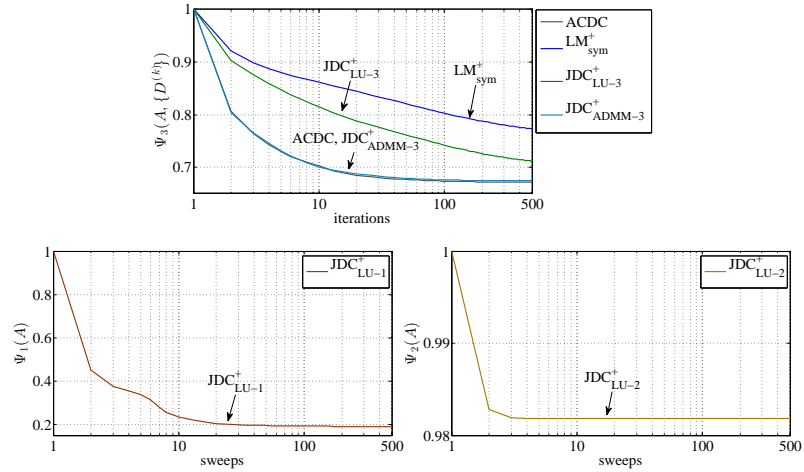 1
0.9
0.8
0.7
Ψ₃(A, {D⁽ᵏ⁾})
1
10
100
500
iterations
JDC⁺LU−3
LM⁺sym
ACDC, JDC⁺ADMM−3
ACDC
LM⁺sym
JDC⁺LU−3
JDC⁺ADMM−3
1
0.8
0.6
0.4
0.2
Ψ₁(A)
1
10
100
500
sweeps
JDC⁺LU−1
JDC⁺LU−1
1
0.99
0.98
Ψ₂(A)
1
10
100
500
sweeps
JDC⁺LU−2
JDC⁺LU−2